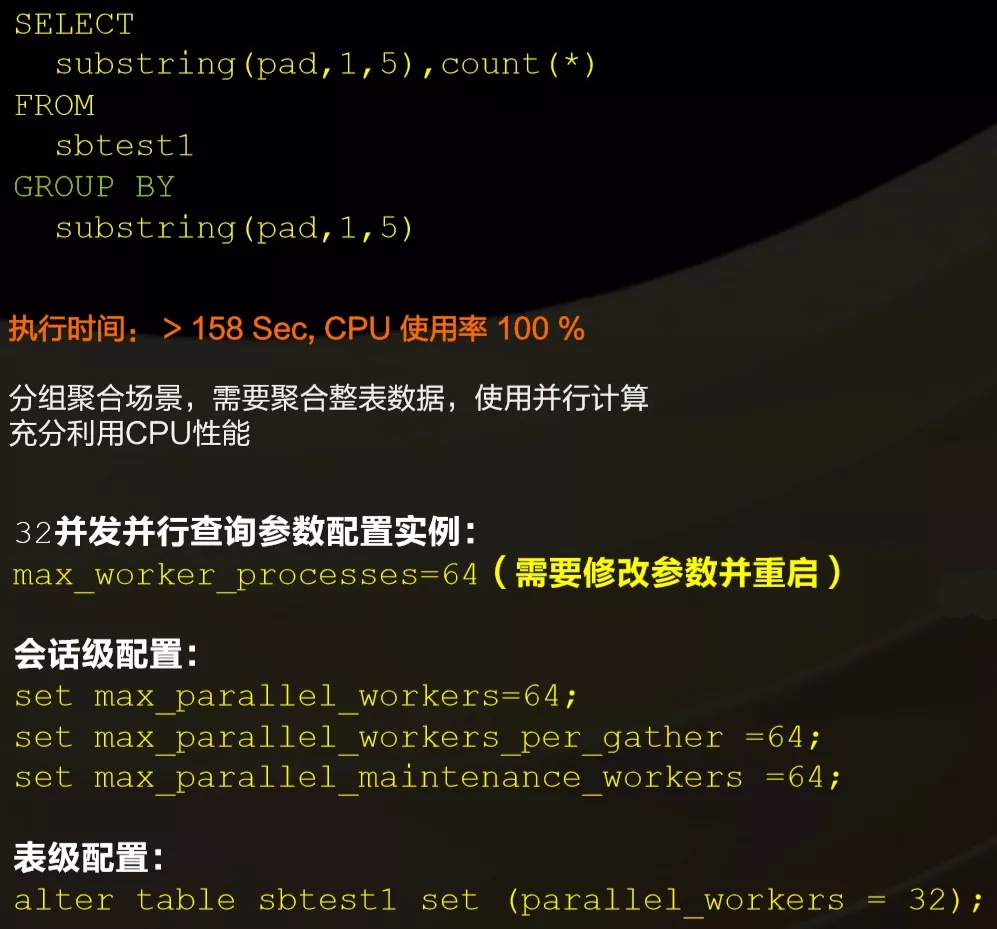 SELECT
substring(pad,1,5),count(*)
FROM
sbtest1
GROUP BY
substring(pad,1,5)
执行时间： > 158 Sec, CPU 使用率 100 %
分组聚合场景，需要聚合整表数据，使用并行计算
充分利用CPU性能
32并发并行查询参数配置实例：
max_worker_processes=64（需要修改参数并重启）
会话级配置：
set max_parallel_workers=64;
set max_parallel_workers_per_gather =64;
set max_parallel_maintenance_workers =64;
表级配置：
alter table sbtest1 set (parallel_workers = 32);